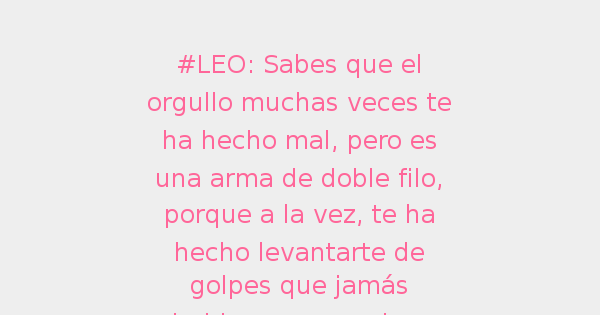 #LEO: Sabes que el
orgullo muchas veces te
ha hecho mal, pero es
una arma de doble filo,
porque a la vez, te ha
hecho levantarte de
golpes que jamás